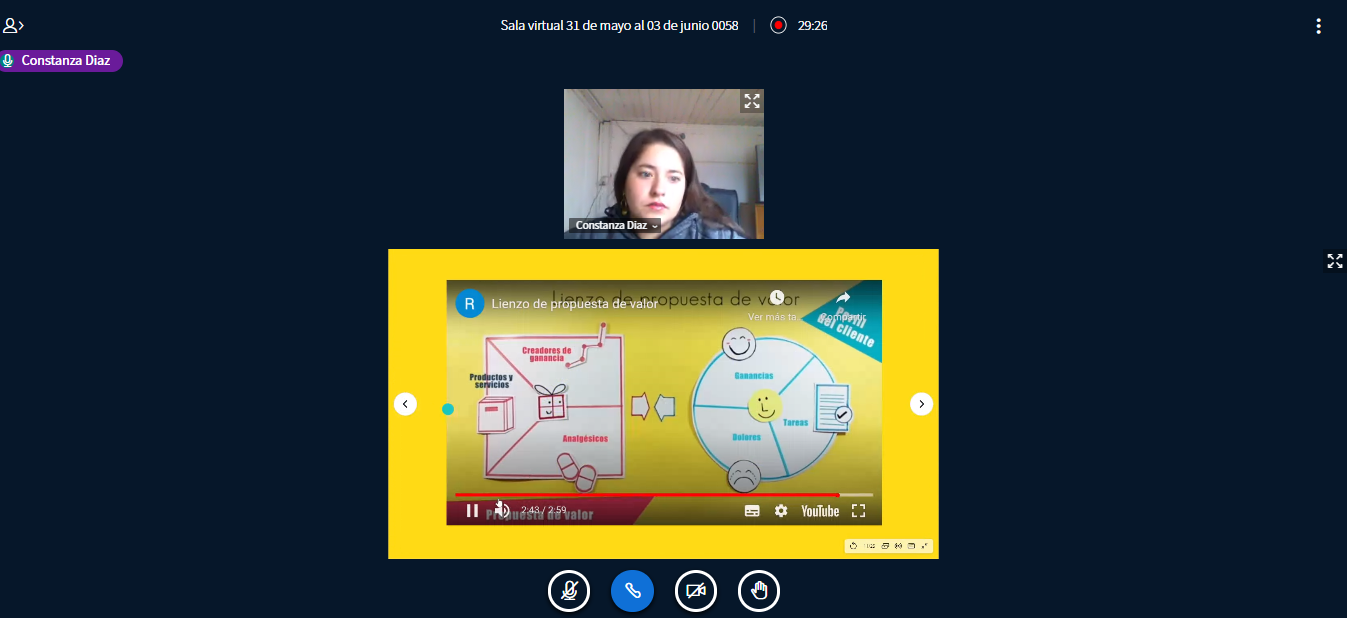 Sala virtual 31 de mayo al 03 de junio 0058
29:26
Constanza Diaz
Constanza Diaz
Lienzo de propuesta de valor
R
Lienzo de propuesta de valor
Ver más ta...
Compartir
Perfil
del cliente
Creadores de
ganancia
Productos y
servicios
Analgésicos
Ganancias
Tareas
Dolores
2:43 / 2:59
Propuesta de valor
YouTube